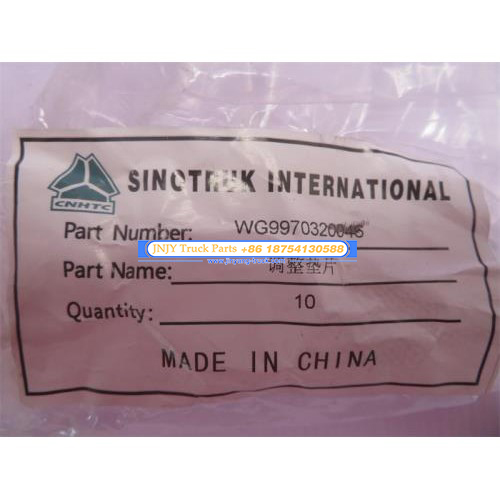 SINOTRUK INTERNATIONAL
CNHTC
Part Number: WG9970320046
JNJY Truck Parts +86 18754130588
Part Name: 调整垫片
Quantity: 10
MADE IN CHINA